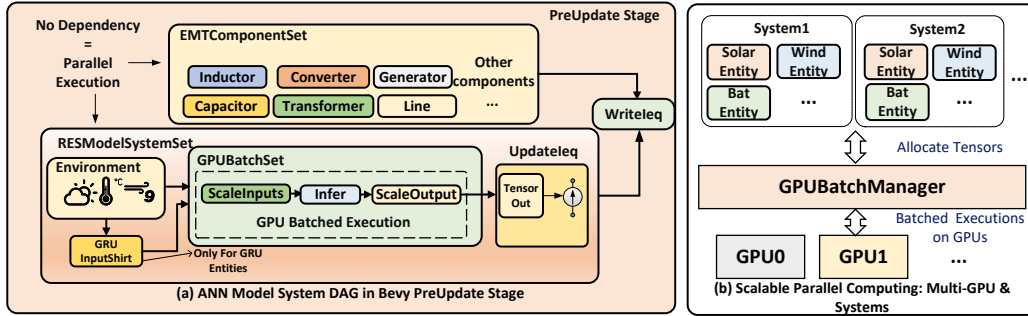 PreUpdate Stage
No Dependency
=
Parallel
Execution
EMTComponentSet
Inductor
Converter
Generator
Capacitor
Transformer
Line
Other
components
...
WriteIeq
RESModelSystemSet
Environment
°C
GRU
InputShirt
GPUBatchSet
ScaleInputs
Infer
ScaleOutput
GPU Batched Execution
Only For GRU
Entities
UpdateIeq
Tensor
Out
(a) ANN Model System DAG in Bevy PreUpdate Stage
System1
Solar
Entity
Wind
Entity
Bat
Entity
...
System2
Solar
Entity
Wind
Entity
Bat
Entity
...
...
Allocate Tensors
GPUBatchManager
Batched Executions
on GPUs
GPU0
GPU1
...
(b) Scalable Parallel Computing: Multi-GPU &
Systems